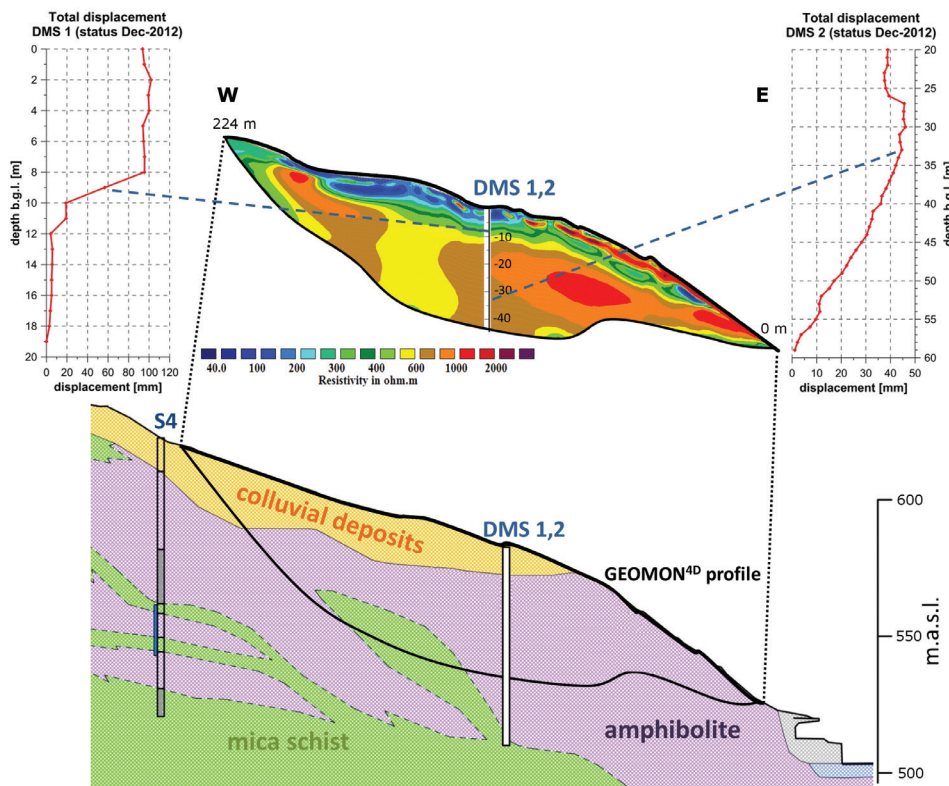 Total displacement
DMS 1 (status Dec-2012)
0
2
4
6
8
10
12
14
16
18
20
depth b.g.l. [m]
0 20 40 60 80 100 120
displacement [mm]
W
224 m
E
DMS 1,2
-10
-20
-30
-40
0 m
40.0 100 200 300 400 500 600 1000 2000
Resistivity in ohm.m
Total displacement
DMS 2 (status Dec-2012)
20
25
30
35
40
45
50
55
60
depth b.g.l. [m]
0 10 20 30 40 50
displacement [mm]
S4
colluvial deposits
DMS 1,2
GEOMON4D profile
mica schist
amphibolite
600
550
500
m.a.s.l.